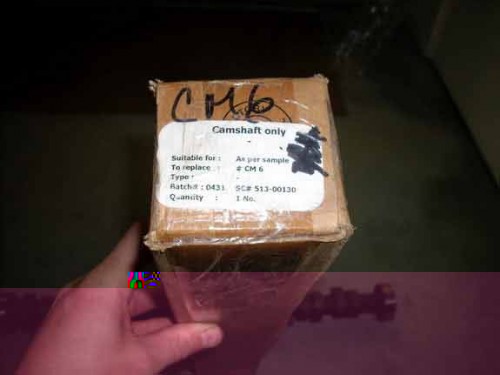 CM6
Camshaft only
-
Suitable for : As per sample
To replace : # CM 6
Type : -
Batch# : 0431 SC# 513-00130
Quantity : 1 No.